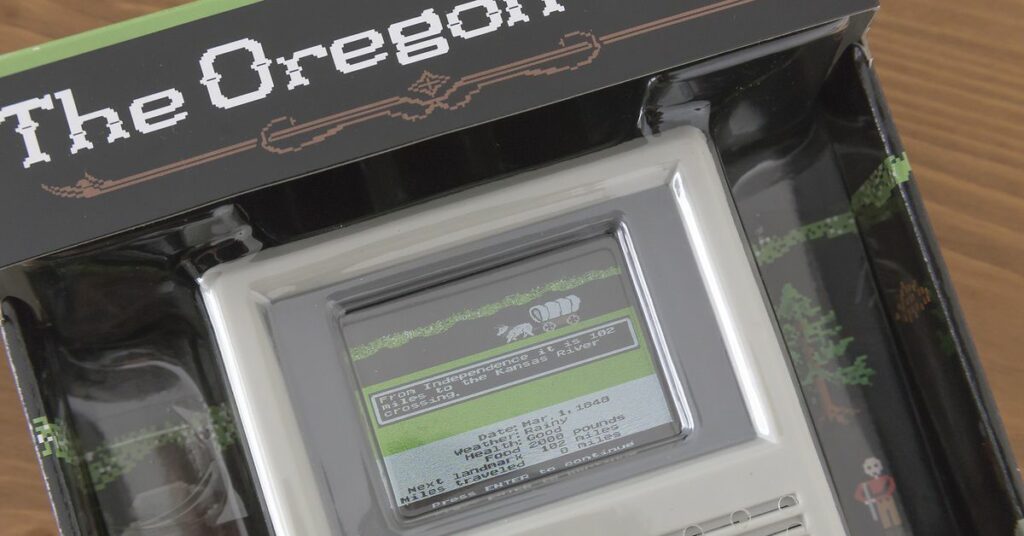 The Oregon
From Independence it is 102
miles to the Kansas River
crossing.
Date: Mar.1,1848
Weather: Rainy
Health: Good
Food 2000 Pounds
Next landmark 102 miles
Miles traveled 0
Press ENTER to continue